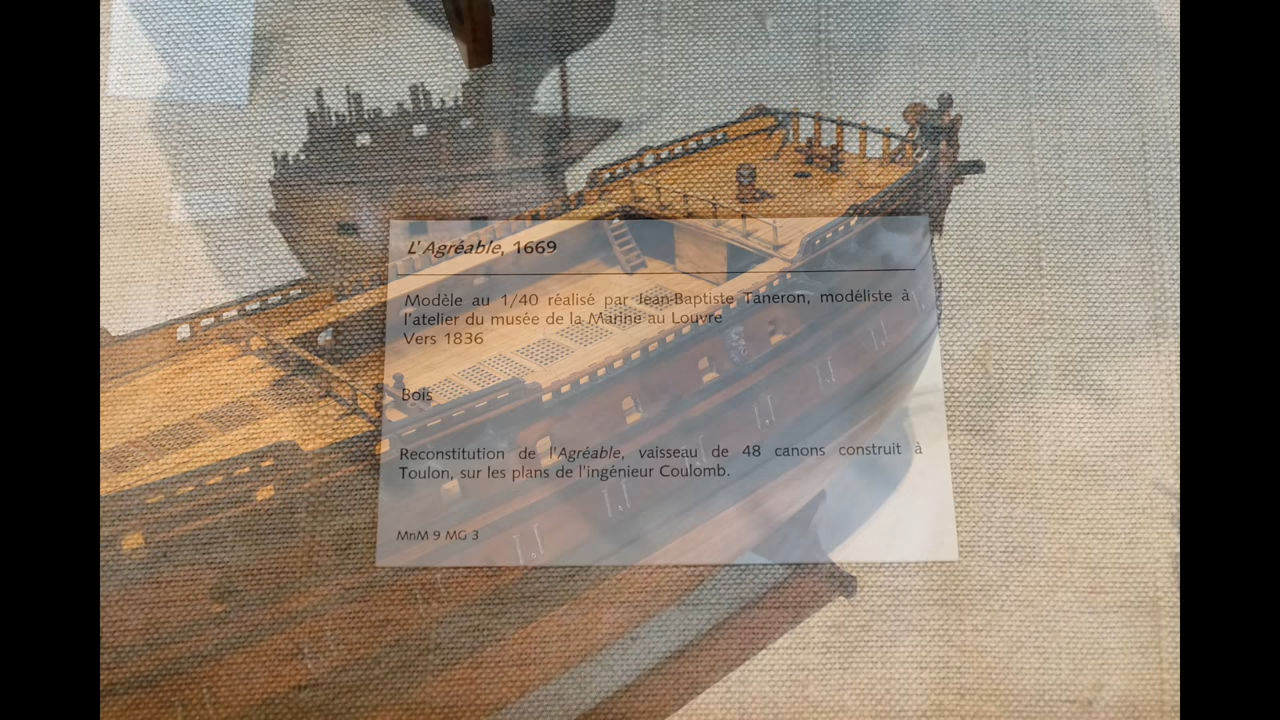 L'Agréable, 1669
Modèle au 1/40 réalisé par Jean-Baptiste Taneron, modéliste à
l'atelier du musée de la Marine au Louvre
Vers 1836
Bois
Reconstitution de l'Agréable, vaisseau de 48 canons construit à
Toulon, sur les plans de l'ingénieur Coulomb.
MnM 9 MG 3